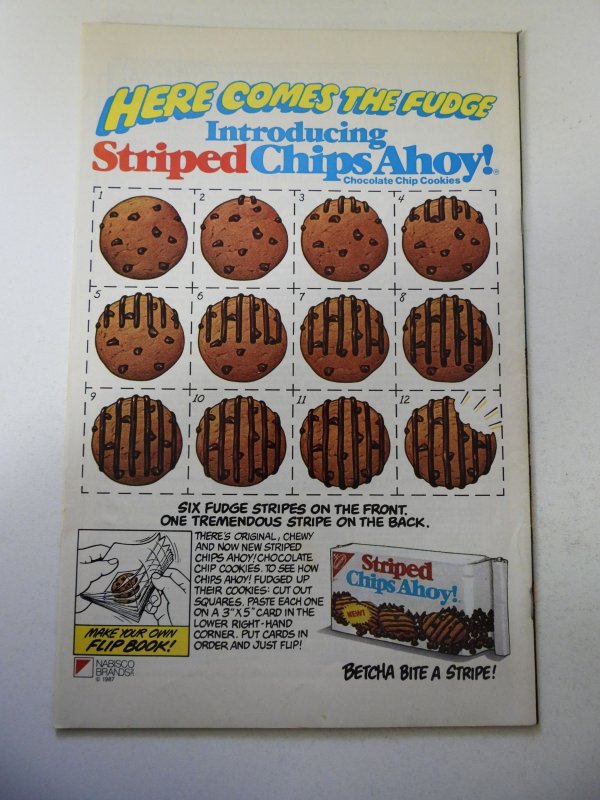 HERE COMES THE FUDGE
Introducing
Striped Chips Ahoy!®
Chocolate Chip Cookies
1 2 3 4
5 6 7 8
9 10 11 12
SIX FUDGE STRIPES ON THE FRONT.
ONE TREMENDOUS STRIPE ON THE BACK.
THERE'S ORIGINAL, CHEWY
AND NOW NEW STRIPED
CHIPS AHOY! CHOCOLATE
CHIP COOKIES. TO SEE HOW
CHIPS AHOY! FUDGED UP
THEIR COOKIES: CUT OUT
SQUARES. PASTE EACH ONE
ON A 3"X5" CARD IN THE
LOWER RIGHT-HAND
CORNER. PUT CARDS IN
ORDER AND JUST FLIP!
MAKE YOUR OWN
FLIP BOOK!
NABISCO
BRANDS
© 1987
Striped
Chips Ahoy!
NEW!
BETCHA BITE A STRIPE!